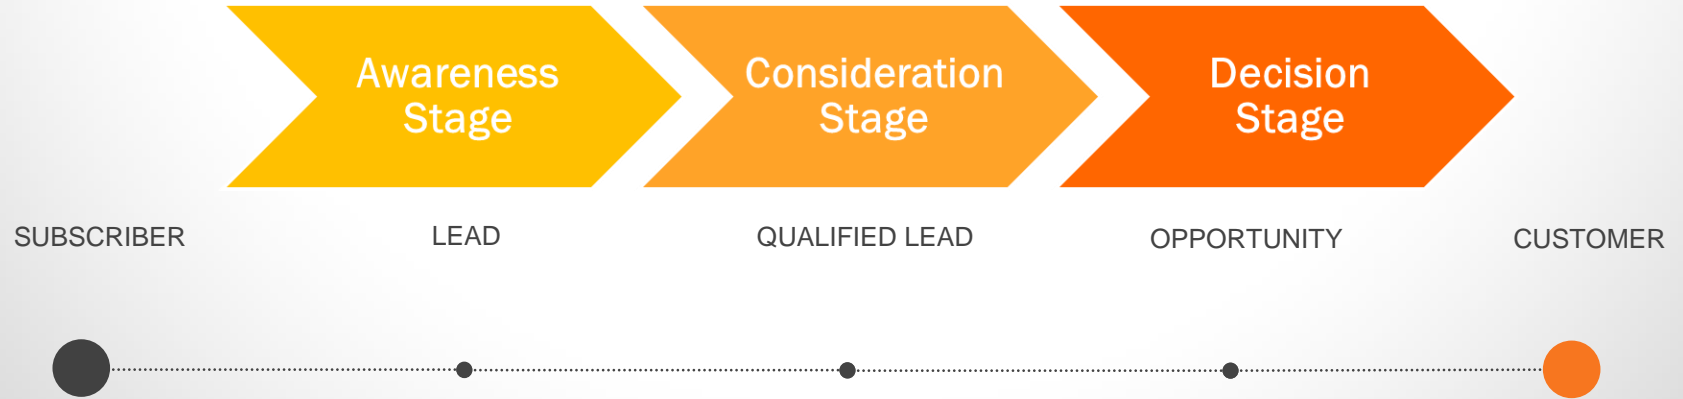 Awareness
Stage
Consideration
Stage
Decision
Stage
SUBSCRIBER
LEAD
QUALIFIED LEAD
OPPORTUNITY
CUSTOMER